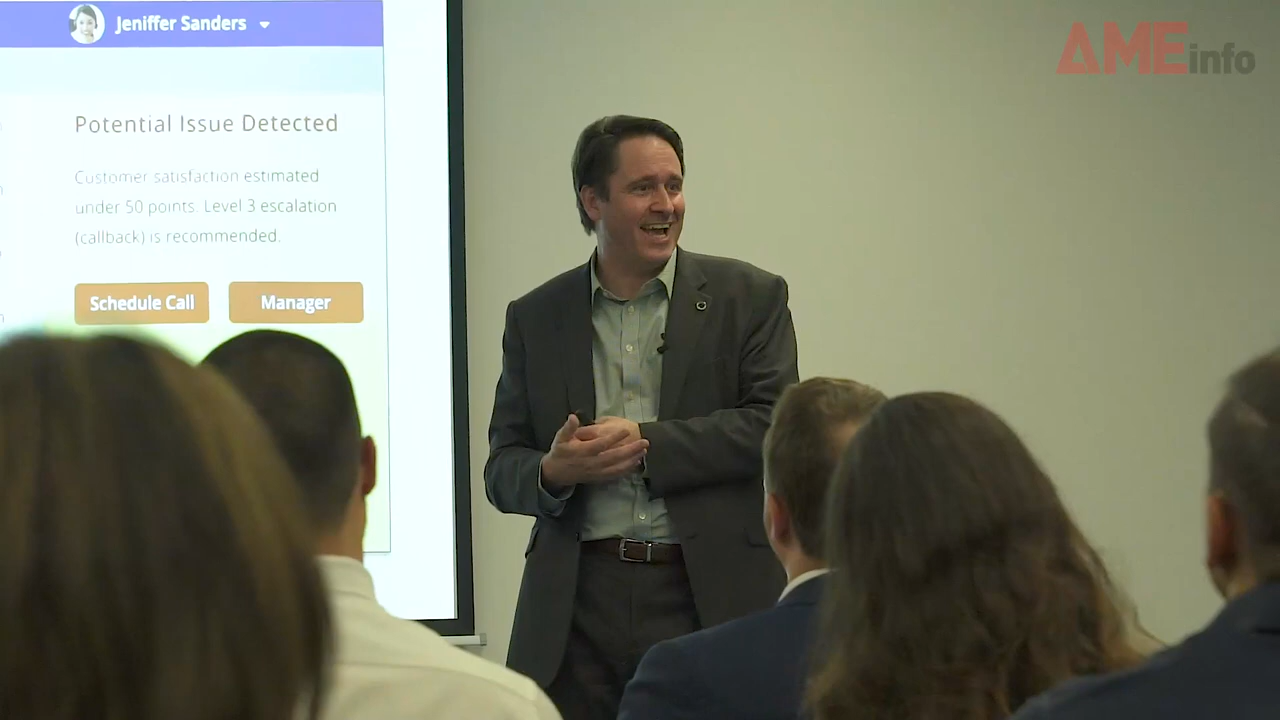 Jeniffer Sanders
AMEinfo
Potential Issue Detected
Customer satisfaction estimated
under 50 points. Level 3 escalation
(callback) is recommended.
Schedule Call
Manager